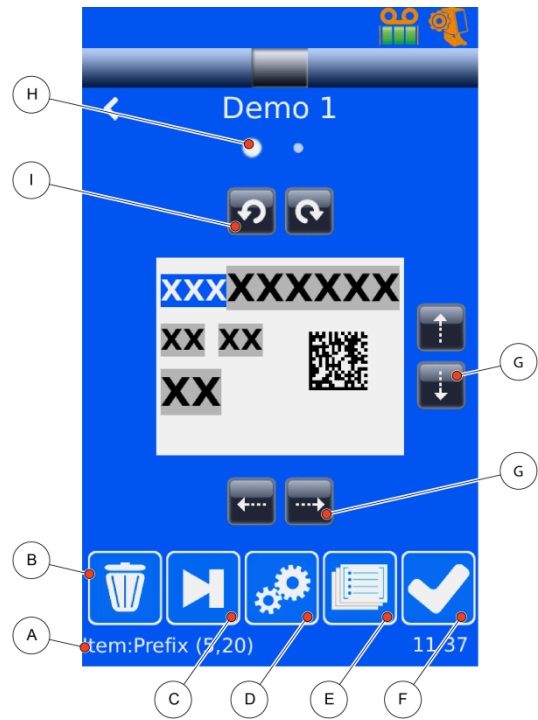 H
Demo 1
I
XXXXXXXXX
XX XX
G
XX
G
B
A
Item:Prefix (5,20) 11:37
C
D
E
F